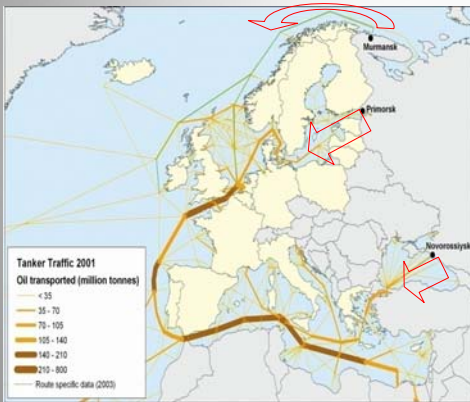 Murmansk
Primorsk
Novorossiysk
Tanker Traffic 2001
Oil transported (million tonnes)
< 35
35 - 70
70 - 105
105 - 140
140 - 210
210 - 800
Route specific data (2003)